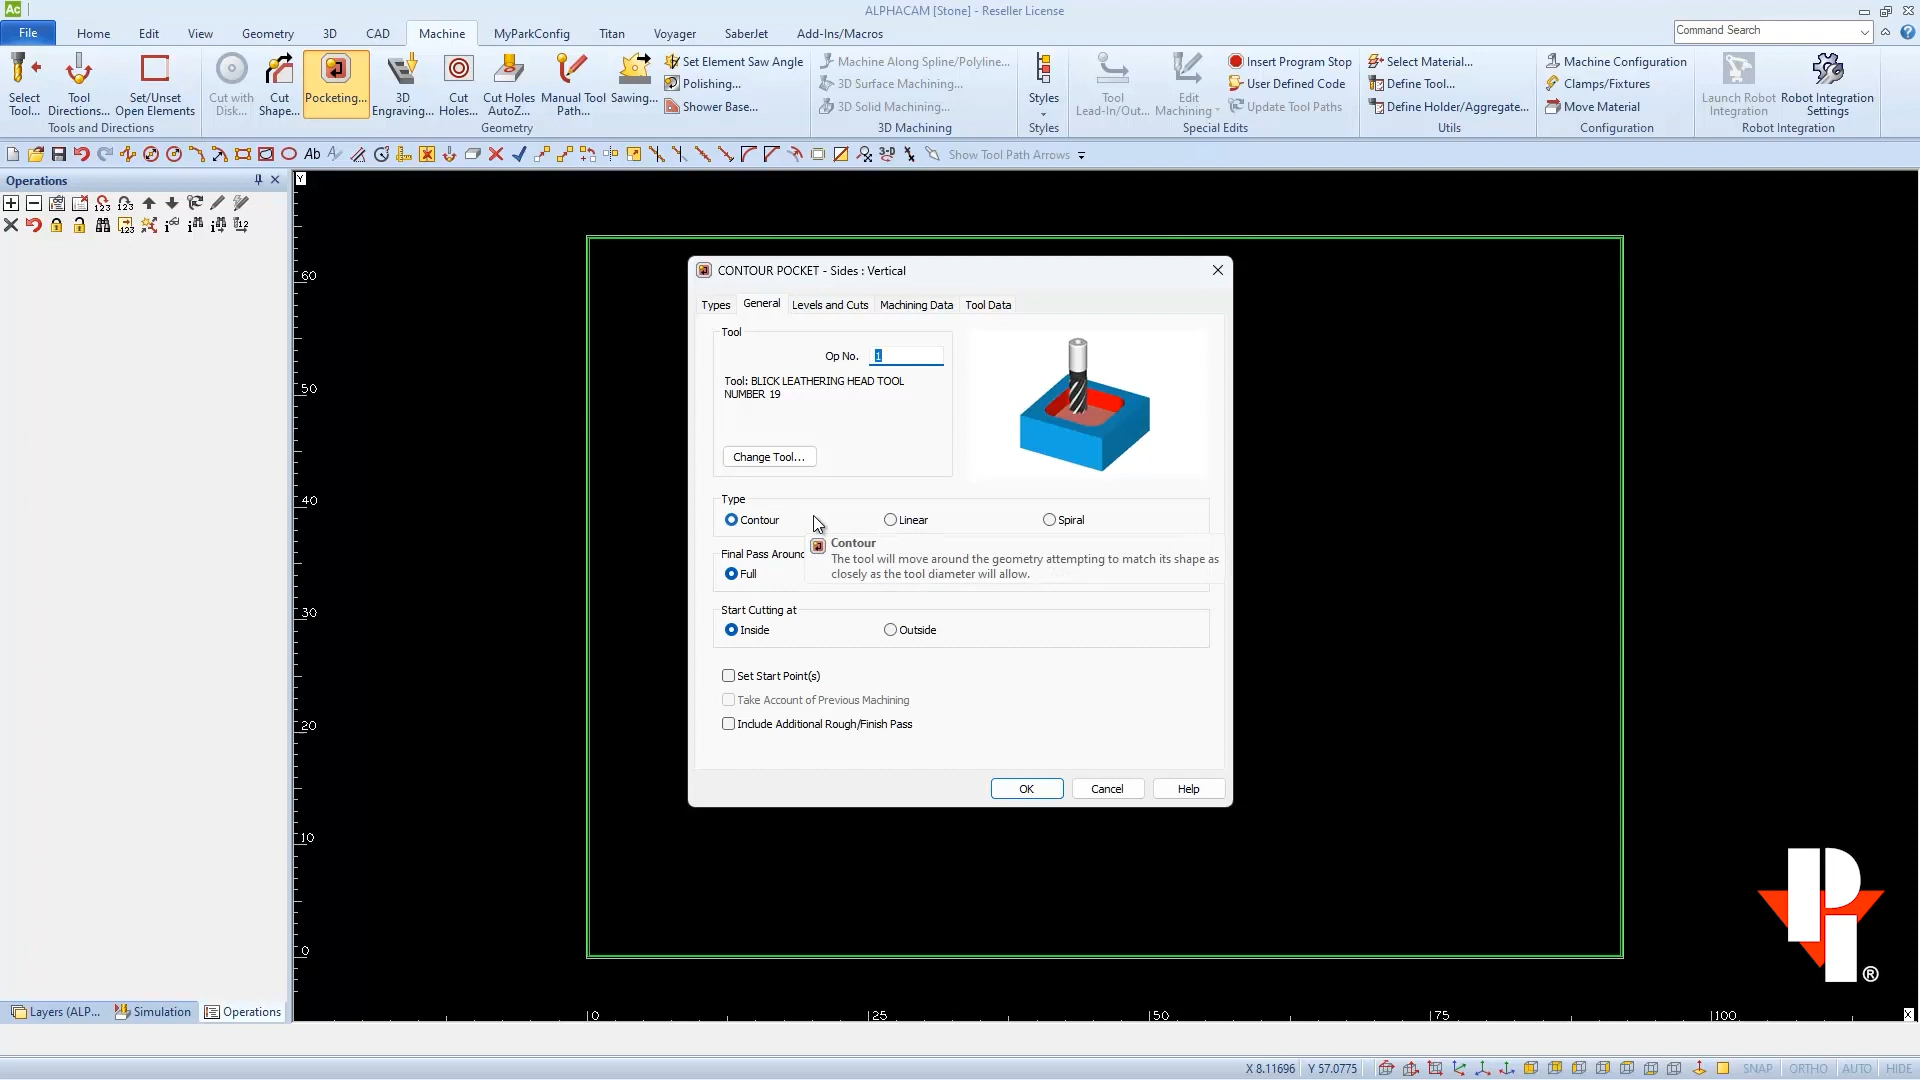 Ac
ALPHACAM [Stone] - Reseller License
File Home Edit View Geometry 3D CAD Machine MyParkConfig Titan Voyager SaberJet Add-Ins/Macros
Command Search
Select Tool...
Tool Directions...
Set/Unset Open Elements
Tools and Directions
Cut with Disk...
Cut Shape...
Pocketing...
3D Engraving...
Cut Holes...
Cut Holes AutoZ...
Manual Tool Path...
Sawing...
Set Element Saw Angle
Polishing...
Shower Base...
Geometry
Machine Along Spline/Polyline...
3D Surface Machining...
3D Solid Machining...
3D Machining
Styles
Styles
Tool Lead-In/Out...
Edit Machining
Insert Program Stop
User Defined Code
Update Tool Paths
Special Edits
Select Material...
Define Tool...
Define Holder/Aggregate...
Utils
Machine Configuration
Clamps/Fixtures
Move Material
Configuration
Launch Robot Integration
Robot Integration Settings
Robot Integration
Ab
3-D
Show Tool Path Arrows
Operations
Y
60
50
40
30
20
10
0
CONTOUR POCKET - Sides : Vertical
Types General Levels and Cuts Machining Data Tool Data
Tool
Op No. 1
Tool: BLICK LEATHERING HEAD TOOL
NUMBER 19
Change Tool...
Type
Contour Linear Spiral
Final Pass Around
Full
Contour
The tool will move around the geometry attempting to match its shape as
closely as the tool diameter will allow.
Start Cutting at
Inside Outside
Set Start Point(s)
Take Account of Previous Machining
Include Additional Rough/Finish Pass
OK Cancel Help
®
Layers (ALP... Simulation Operations
0 25 50 75 100 X
X 8.11696 Y 57.0775 SNAP ORTHO AUTO HIDE